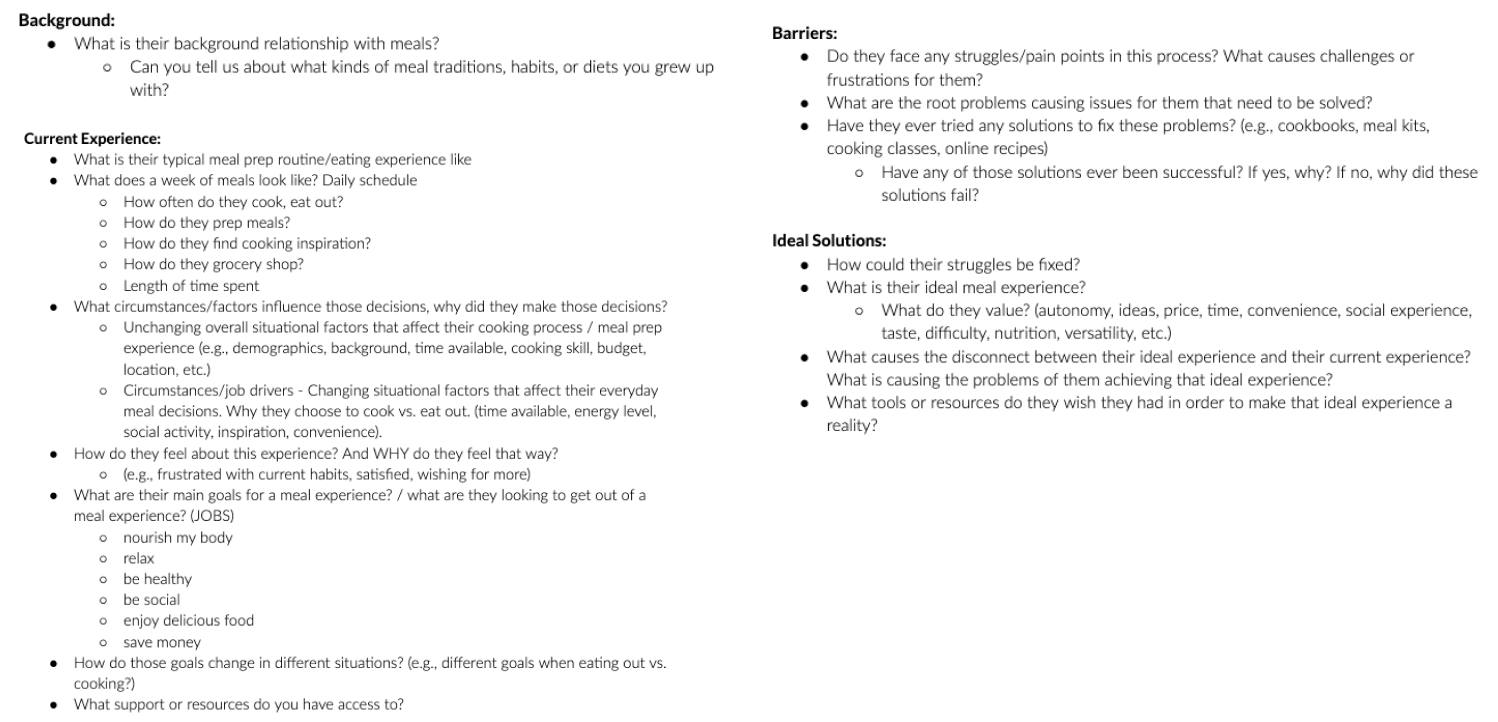 Background:
● What is their background relationship with meals?
○ Can you tell us about what kinds of meal traditions, habits, or diets you grew up
with?
Current Experience:
● What is their typical meal prep routine/eating experience like
● What does a week of meals look like? Daily schedule
○ How often do they cook, eat out?
○ How do they prep meals?
○ How do they find cooking inspiration?
○ How do they grocery shop?
○ Length of time spent
● What circumstances/factors influence those decisions, why did they make those decisions?
○ Unchanging overall situational factors that affect their cooking process / meal prep
experience (e.g., demographics, background, time available, cooking skill, budget,
location, etc.)
○ Circumstances/job drivers - Changing situational factors that affect their everyday
meal decisions. Why they choose to cook vs. eat out. (time available, energy level,
social activity, inspiration, convenience).
● How do they feel about this experience? And WHY do they feel that way?
○ (e.g., frustrated with current habits, satisfied, wishing for more)
● What are their main goals for a meal experience? / what are they looking to get out of a
meal experience? (JOBS)
○ nourish my body
○ relax
○ be healthy
○ be social
○ enjoy delicious food
○ save money
● How do those goals change in different situations? (e.g., different goals when eating out vs.
cooking?)
● What support or resources do you have access to?
Barriers:
● Do they face any struggles/pain points in this process? What causes challenges or
frustrations for them?
● What are the root problems causing issues for them that need to be solved?
● Have they ever tried any solutions to fix these problems? (e.g., cookbooks, meal kits,
cooking classes, online recipes)
○ Have any of those solutions ever been successful? If yes, why? If no, why did these
solutions fail?
Ideal Solutions:
● How could their struggles be fixed?
● What is their ideal meal experience?
○ What do they value? (autonomy, ideas, price, time, convenience, social experience,
taste, difficulty, nutrition, versatility, etc.)
● What causes the disconnect between their ideal experience and their current experience?
What is causing the problems of them achieving that ideal experience?
● What tools or resources do they wish they had in order to make that ideal experience a
reality?